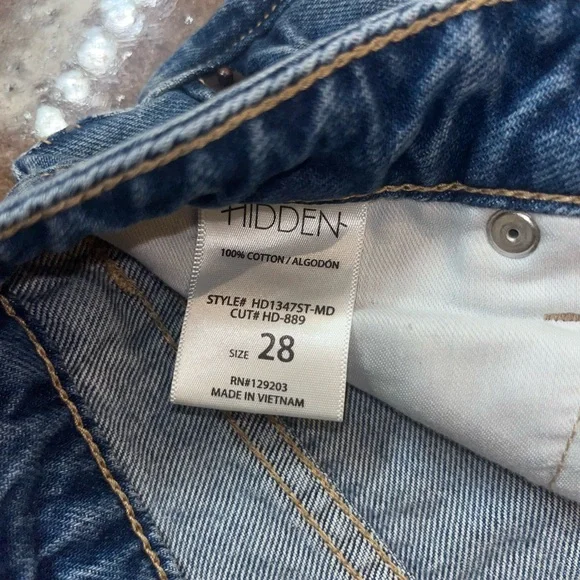 HIDDEN
100% COTTON / ALGODÓN
STYLE# HD1347ST-MD
CUT# HD-889
SIZE 28
RN#129203
MADE IN VIETNAM